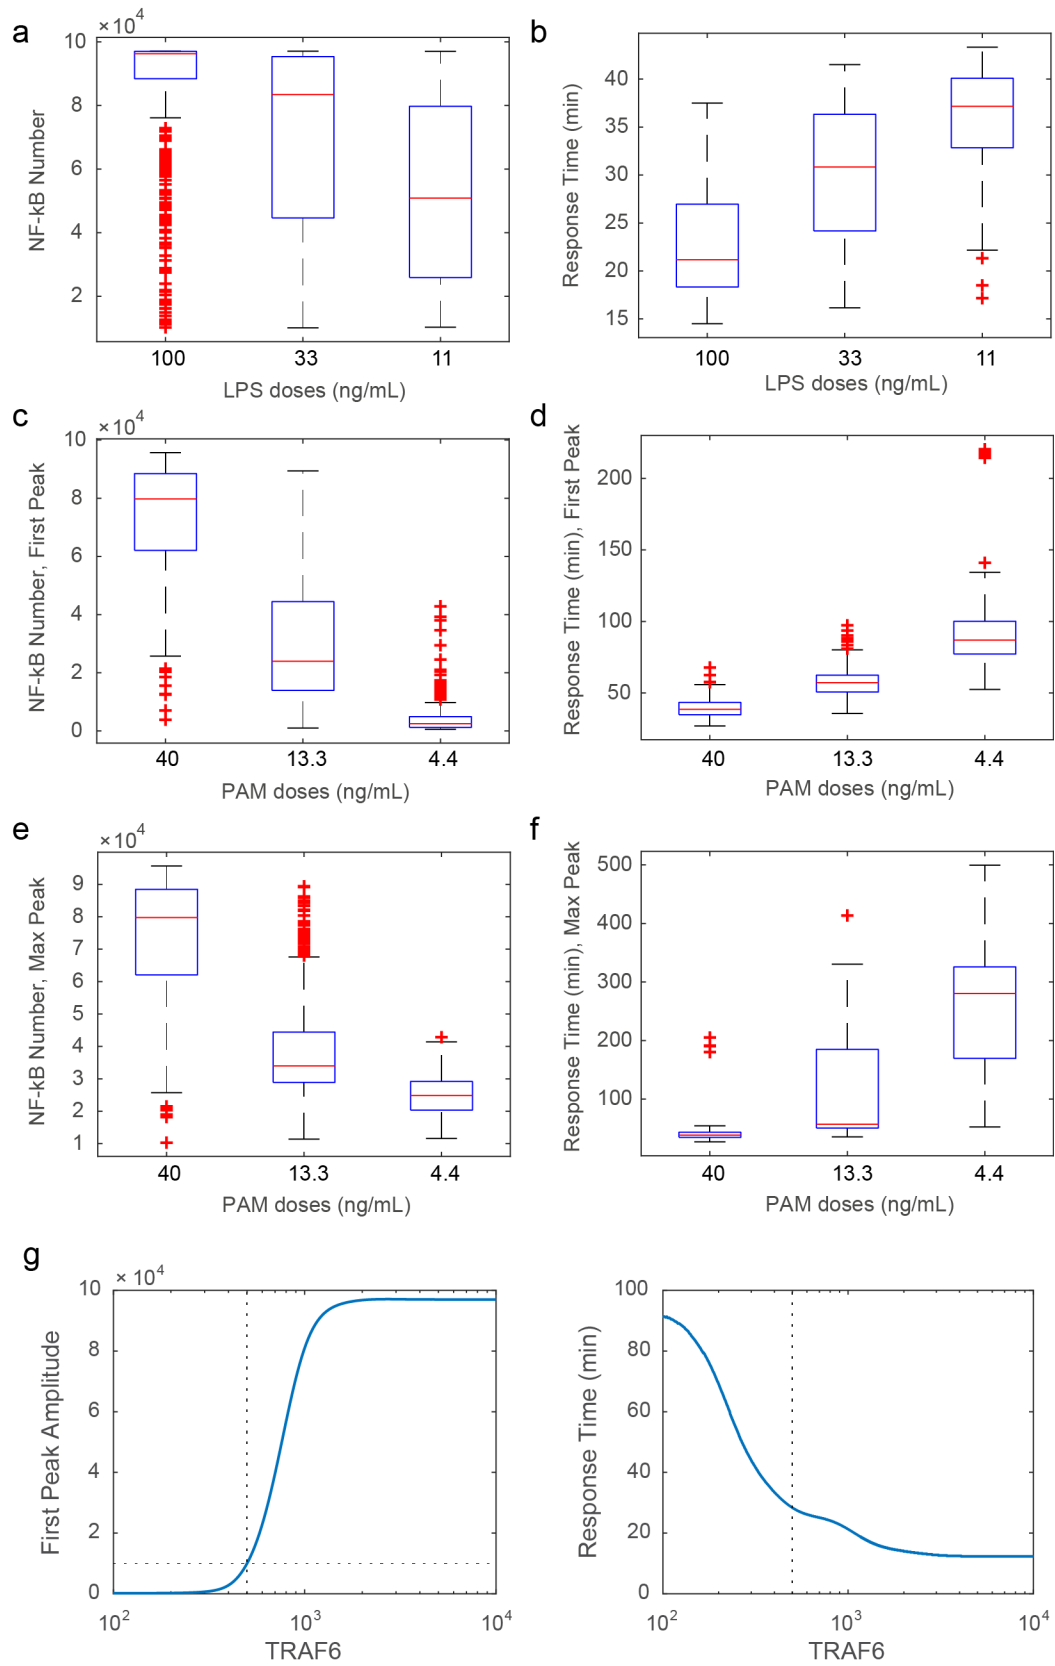 a
× 10⁴
10
8
6
4
2
NF-kB Number
100 33 11
LPS doses (ng/mL)
b
40
35
30
25
20
15
Response Time (min)
100 33 11
LPS doses (ng/mL)
c
× 10⁴
10
8
6
4
2
0
NF-kB Number, First Peak
40 13.3 4.4
PAM doses (ng/mL)
d
200
150
100
50
Response Time (min), First Peak
40 13.3 4.4
PAM doses (ng/mL)
e
×10⁴
9
8
7
6
5
4
3
2
1
NF-kB Number, Max Peak
40 13.3 4.4
PAM doses (ng/mL)
f
500
400
300
200
100
Response Time (min), Max Peak
40 13.3 4.4
PAM doses (ng/mL)
g
× 10⁴
10
8
6
4
2
0
First Peak Amplitude
10² 10³ 10⁴
TRAF6
100
80
60
40
20
0
Response Time (min)
10² 10³ 10⁴
TRAF6